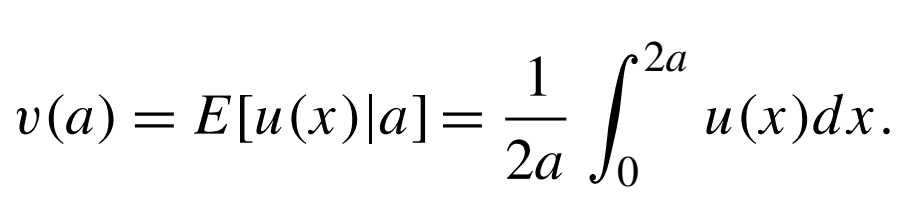 v(a) = E[u(x)|a] = \frac{1}{2a} \int_0^{2a} u(x)dx.